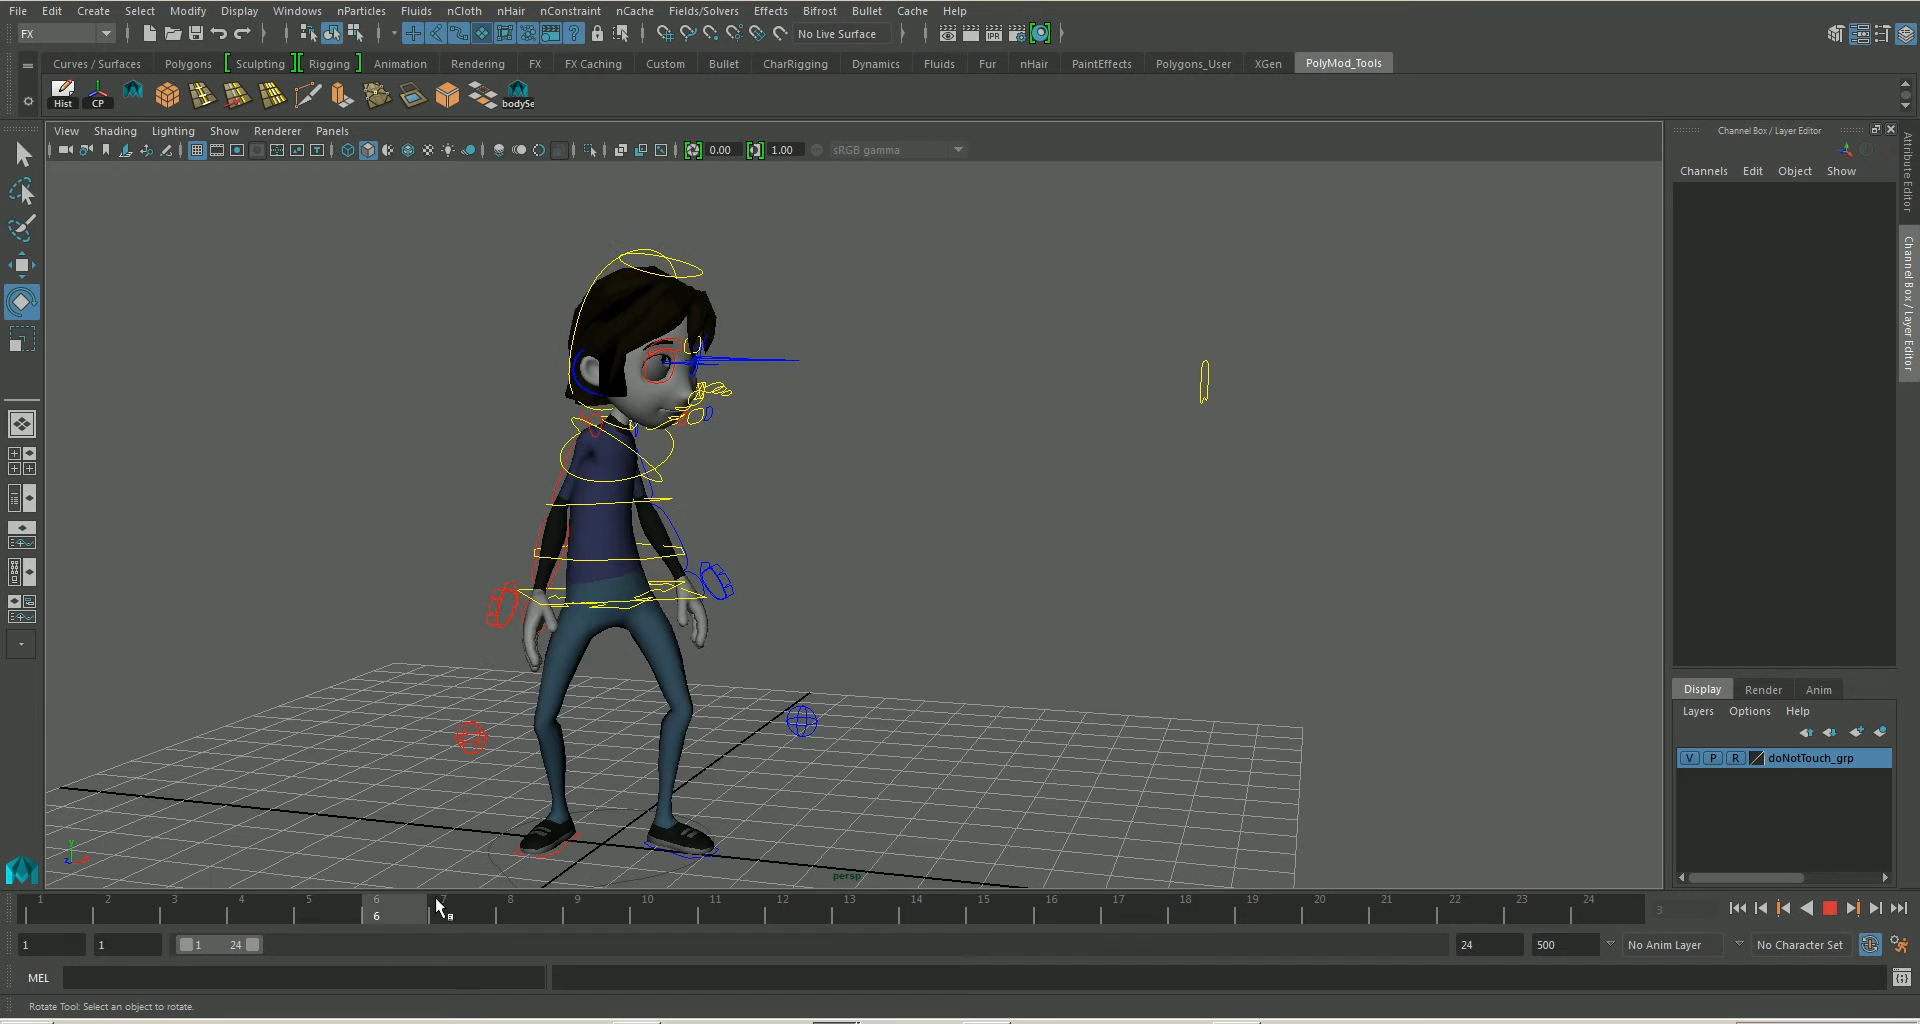 File Edit Create Select Modify Display Windows nParticles Fluids nCloth nHair nConstraint nCache Fields/Solvers Effects Bifrost Bullet Cache Help
FX No Live Surface
Curves / Surfaces Polygons Sculpting Rigging Animation Rendering FX FX Caching Custom Bullet CharRigging Dynamics Fluids Fur nHair PaintEffects Polygons_User XGen PolyMod_Tools
Hist CP bodySe
View Shading Lighting Show Renderer Panels
0.00 1.00 sRGB gamma
Channel Box / Layer Editor
Channels Edit Object Show
Attribute Editor
Channel Box / Layer Editor
persp
Display Render Anim
Layers Options Help
V P R doNotTouch_grp
1 2 3 4 5 6 7 8 9 10 11 12 13 14 15 16 17 18 19 20 21 22 23 24
6 3
1 1 1 24 24 500 No Anim Layer No Character Set
MEL
Rotate Tool: Select an object to rotate.